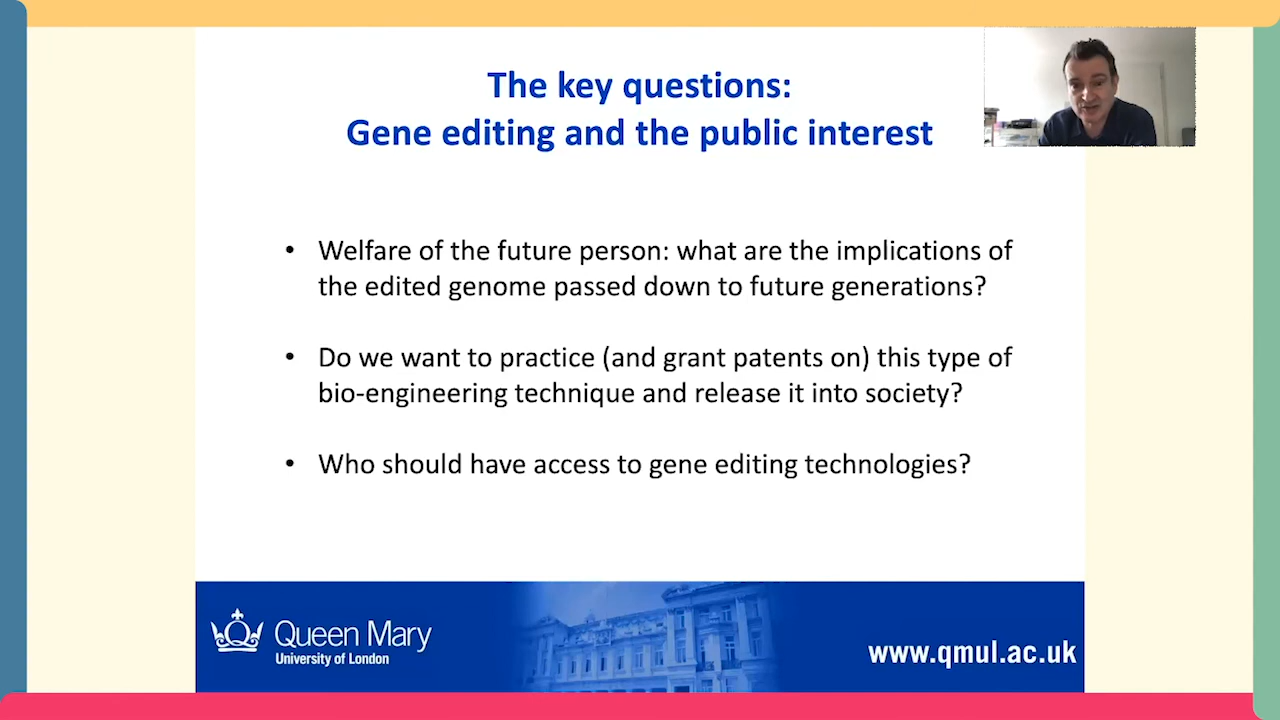 The key questions:
Gene editing and the public interest
• Welfare of the future person: what are the implications of
the edited genome passed down to future generations?
• Do we want to practice (and grant patents on) this type of
bio-engineering technique and release it into society?
• Who should have access to gene editing technologies?
Queen Mary
University of London
www.qmul.ac.uk